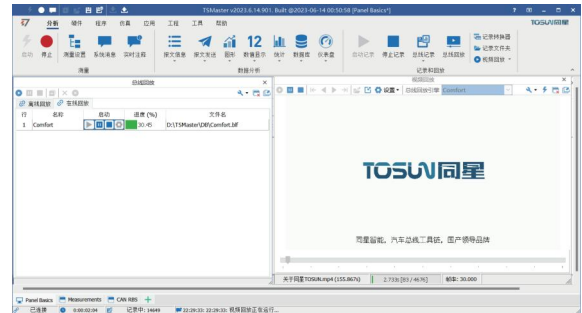 TSMaster v2023.6.14.901. Built @2023-06-14 00:50:58 [Panel Basics*]
分析 硬件 程序 仿真 应用 工程 工具 帮助
TOSUN同星
启动 停止 测量设置 系统消息 实时注释 报文信息 报文发送 图形 数值显示 统计 数据库 仪表盘 启动记录 停止记录 总线记录 总线回放
12
记录转换器
记录文件夹
视频回放
测量 数据分析 记录和回放
总线回放
视频回放
设置 总线回放引擎 Comfort
离线回放 在线回放
行 名称 启动 进度 (%) 文件名
1 Comfort 30.45 D:\TSMaster\DB\Comfort.blf
TOSUN同星
同星智能, 汽车总线工具链, 国产领导品牌
关于同星TOSUN.mp4 (155.867s) 2.733s [83 / 4676] 帧率: 30.000
Panel Basics Measurements CAN RBS
已连接 0:00:02:04 记录中: 14649 22:29:33: 22:29:33: 视频回放正在运行...